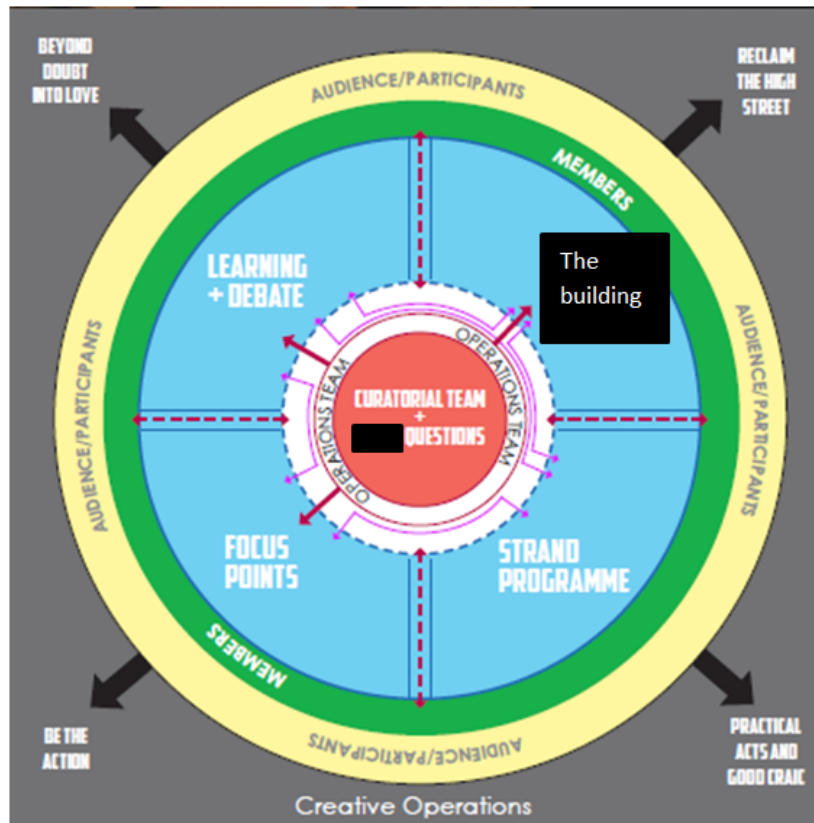 BEYOND
DOUBT
INTO LOVE
RECLAIM
THE HIGH
STREET
AUDIENCE/PARTICIPANTS
MEMBERS
LEARNING
+ DEBATE
The
building
AUDIENCE/PARTICIPANTS
AUDIENCE/PARTICIPANTS
OPERATIONS TEAM
OPERATIONS TEAM
CURATORIAL TEAM
+
QUESTIONS
FOCUS
POINTS
STRAND
PROGRAMME
MEMBERS
AUDIENCE/PARTICIPANTS
BE THE
ACTION
PRACTICAL
ACTS AND
GOOD CRAIC
Creative Operations